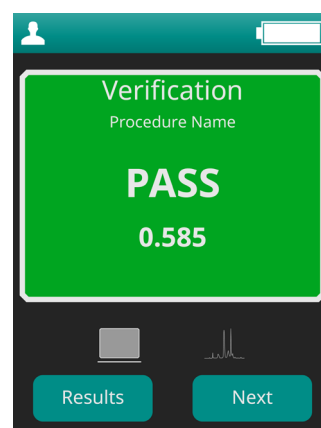 Verification
Procedure Name
PASS
0.585
Results
Next